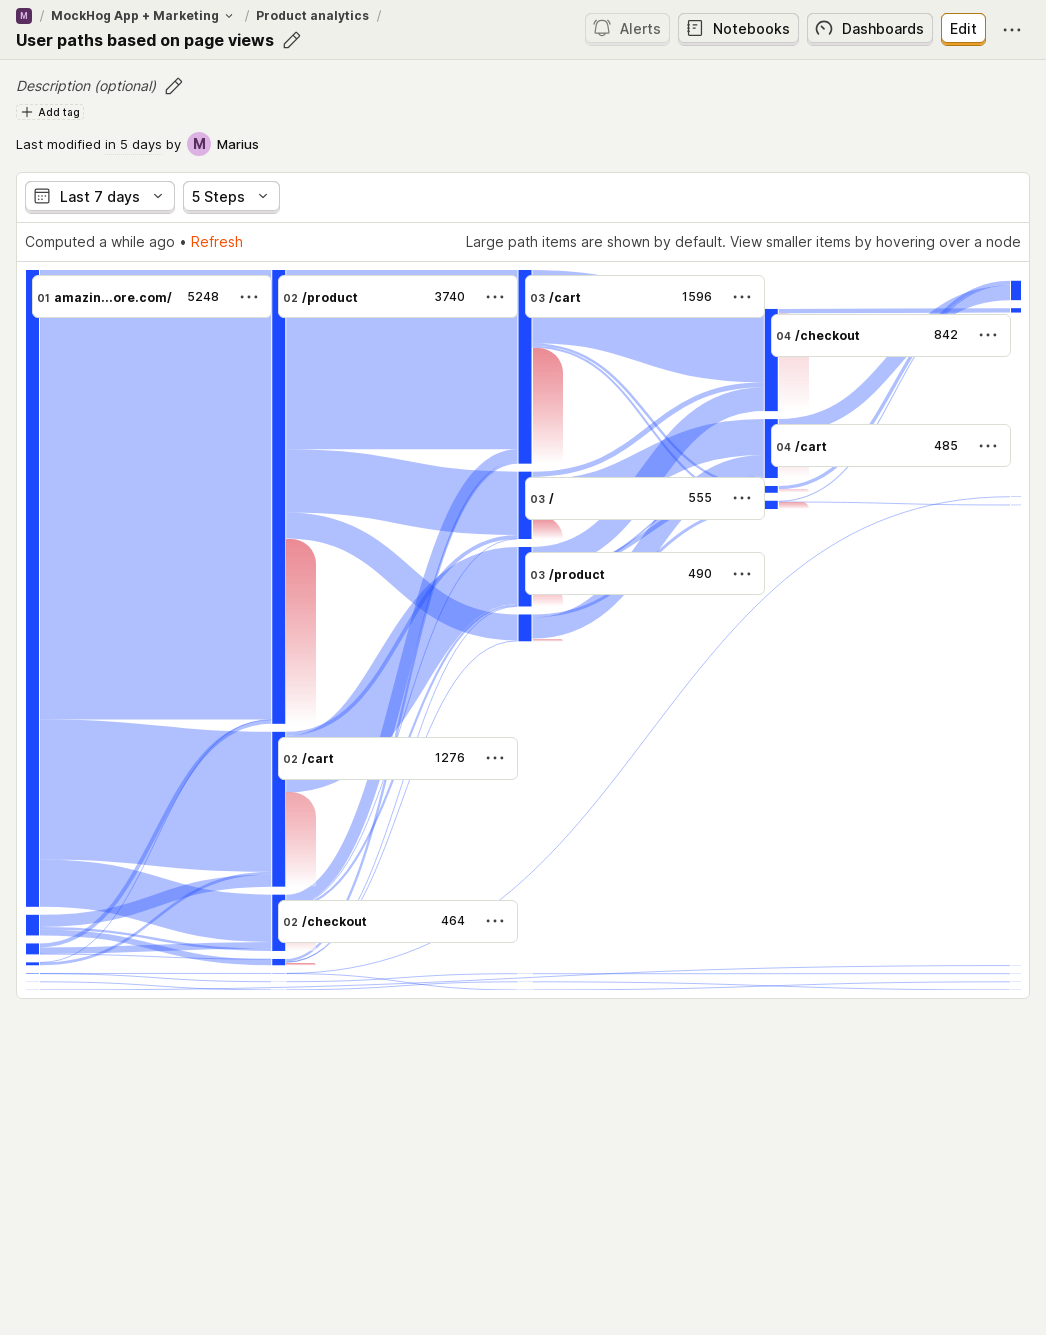 M / MockHog App + Marketing / Product analytics /
User paths based on page views
Alerts Notebooks Dashboards Edit
Description (optional)
Add tag
Last modified in 5 days by M Marius
Last 7 days 5 Steps
Computed a while ago • Refresh Large path items are shown by default. View smaller items by hovering over a node
01 amazin...ore.com/ 5248
02 /product 3740
03 /cart 1596
04 /checkout 842
04 /cart 485
03 / 555
03 /product 490
02 /cart 1276
02 /checkout 464